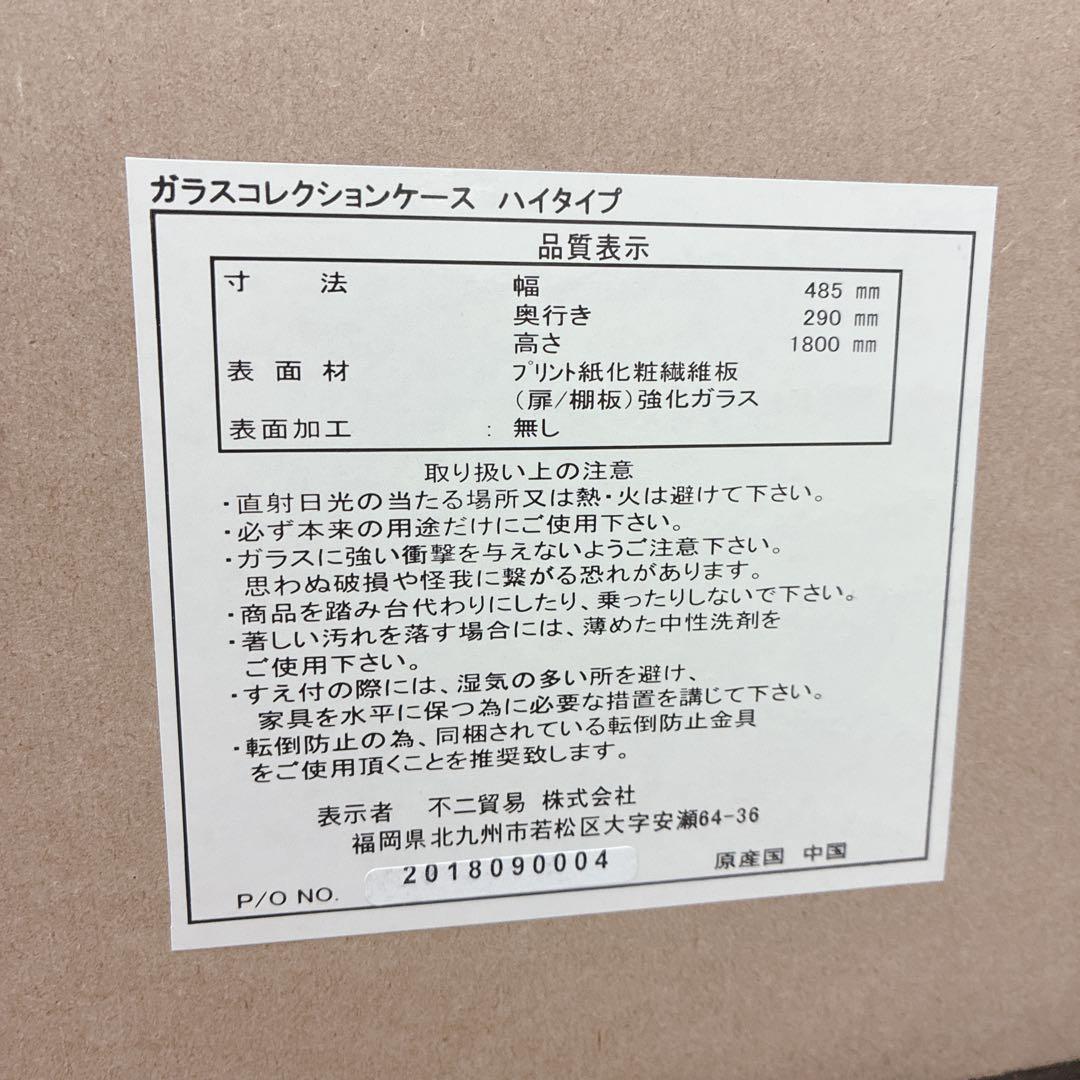 ガラスコレクションケース ハイタイプ
品質表示
寸 法 幅 485 mm
奥行き 290 mm
高さ 1800 mm
表 面 材 プリント紙化粧繊維板
（扉/棚板）強化ガラス
表面加工 : 無し
取り扱い上の注意
・直射日光の当たる場所又は熱・火は避けて下さい。
・必ず本来の用途だけにご使用下さい。
・ガラスに強い衝撃を与えないようご注意下さい。
思わぬ破損や怪我に繋がる恐れがあります。
・商品を踏み台代わりにしたり、乗ったりしないで下さい。
・著しい汚れを落す場合には、薄めた中性洗剤を
ご使用下さい。
・すえ付の際には、湿気の多い所を避け、
家具を水平に保つ為に必要な措置を講じて下さい。
・転倒防止の為、同梱されている転倒防止金具
をご使用頂くことを推奨致します。
表示者 不二貿易 株式会社
福岡県北九州市若松区大字安瀬64-36
P/O NO. 2018090004 原産国 中国